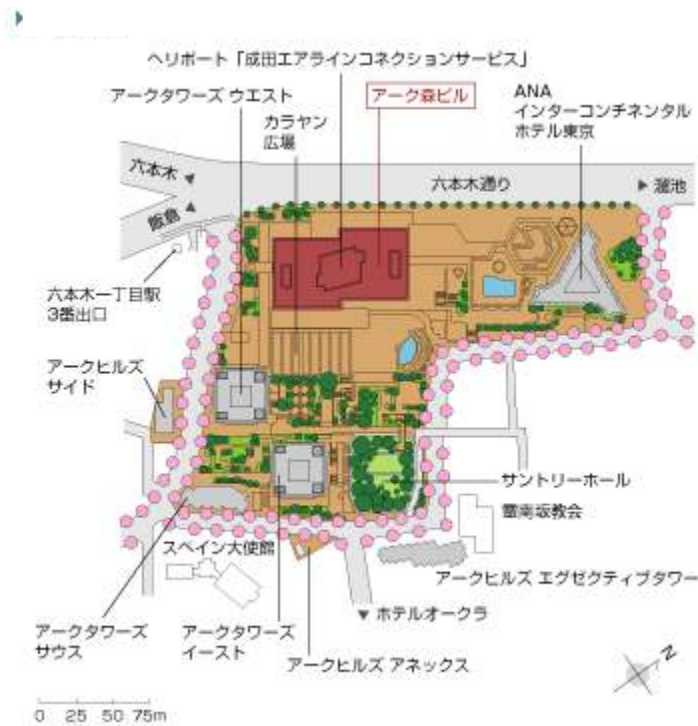 ヘリポート「成田エアラインコネクションサービス」
アークタワーズ ウエスト
アーク森ビル
ANA
インターコンチネンタル
ホテル東京
カラヤン
広場
六本木
六本木通り
溜池
飯倉
六本木一丁目駅
3番出口
アークヒルズ
サイド
サントリーホール
霊南坂教会
スペイン大使館
アークヒルズ エグゼクティブタワー
ホテルオークラ
アークタワーズ
サウス
アークタワーズ
イースト
アークヒルズ アネックス
N
0 25 50 75m